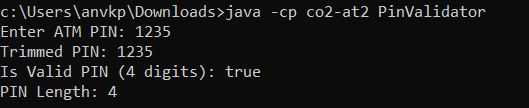 c:\Users\anvkp\Downloads>java -cp co2-at2 PinValidator
Enter ATM PIN: 1235
Trimmed PIN: 1235
Is Valid PIN (4 digits): true
PIN Length: 4